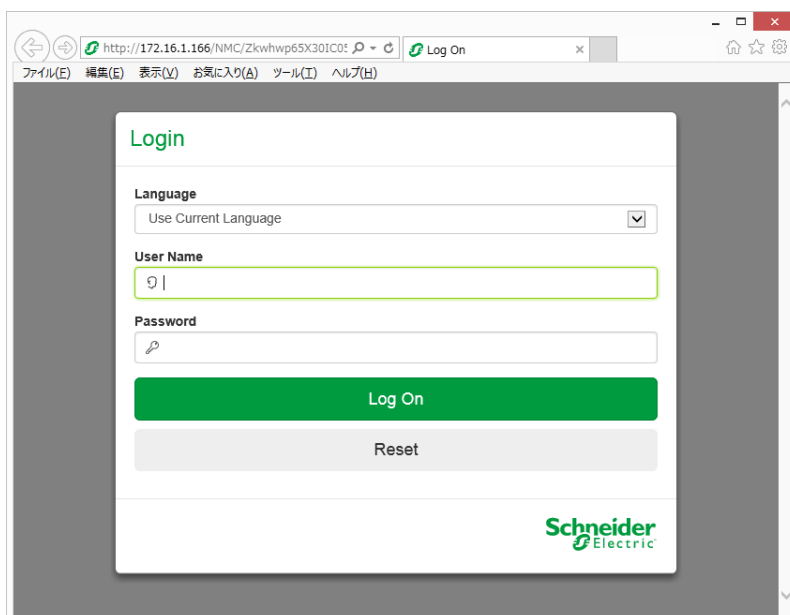 http://172.16.1.166/NMC/Zkwhwp65X30IC05
Log On
ファイル(F) 編集(E) 表示(V) お気に入り(A) ツール(T) ヘルプ(H)
Login
Language
Use Current Language
User Name
Password
Log On
Reset
Schneider
Electric